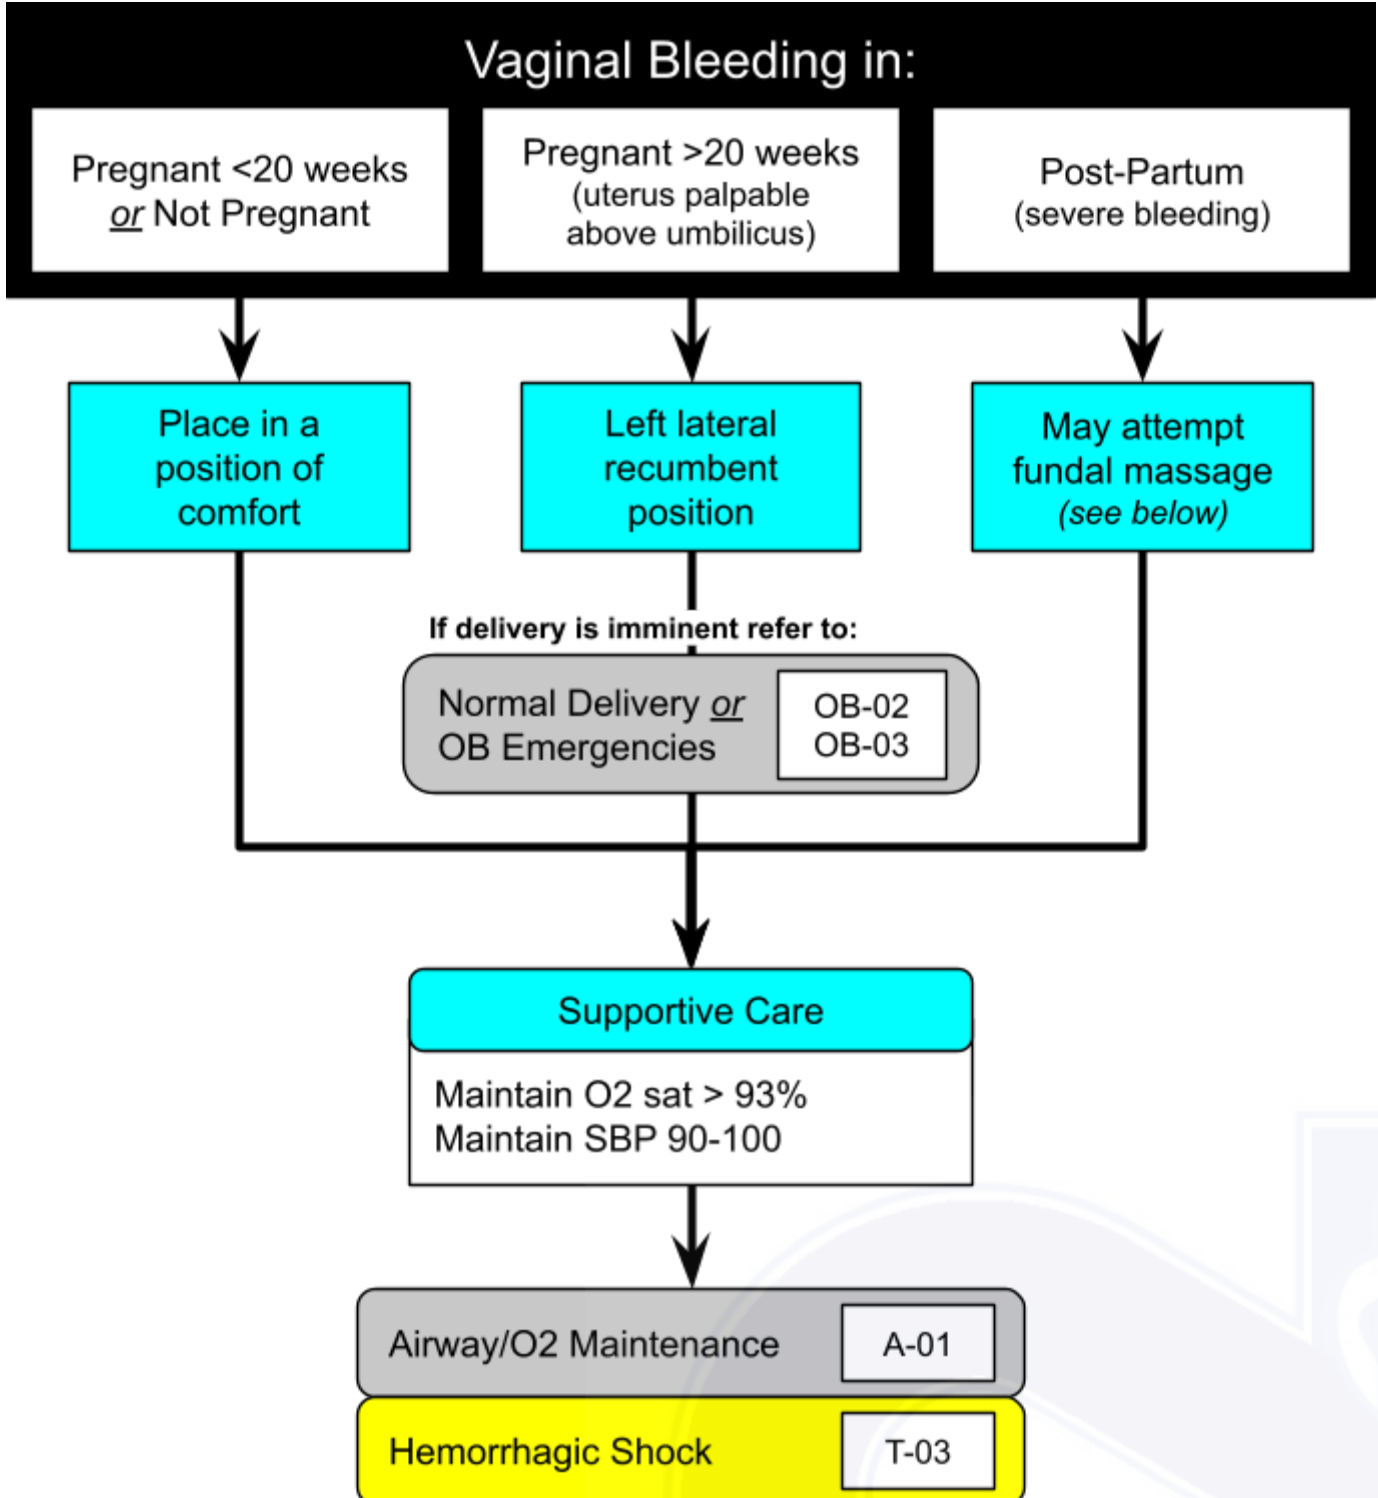 Vaginal Bleeding in:
Pregnant <20 weeks
or Not Pregnant
Pregnant >20 weeks
(uterus palpable
above umbilicus)
Post-Partum
(severe bleeding)
Place in a
position of
comfort
Left lateral
recumbent
position
May attempt
fundal massage
(see below)
If delivery is imminent refer to:
Normal Delivery or
OB Emergencies
OB-02
OB-03
Supportive Care
Maintain O2 sat > 93%
Maintain SBP 90-100
Airway/O2 Maintenance
A-01
Hemorrhagic Shock
T-03